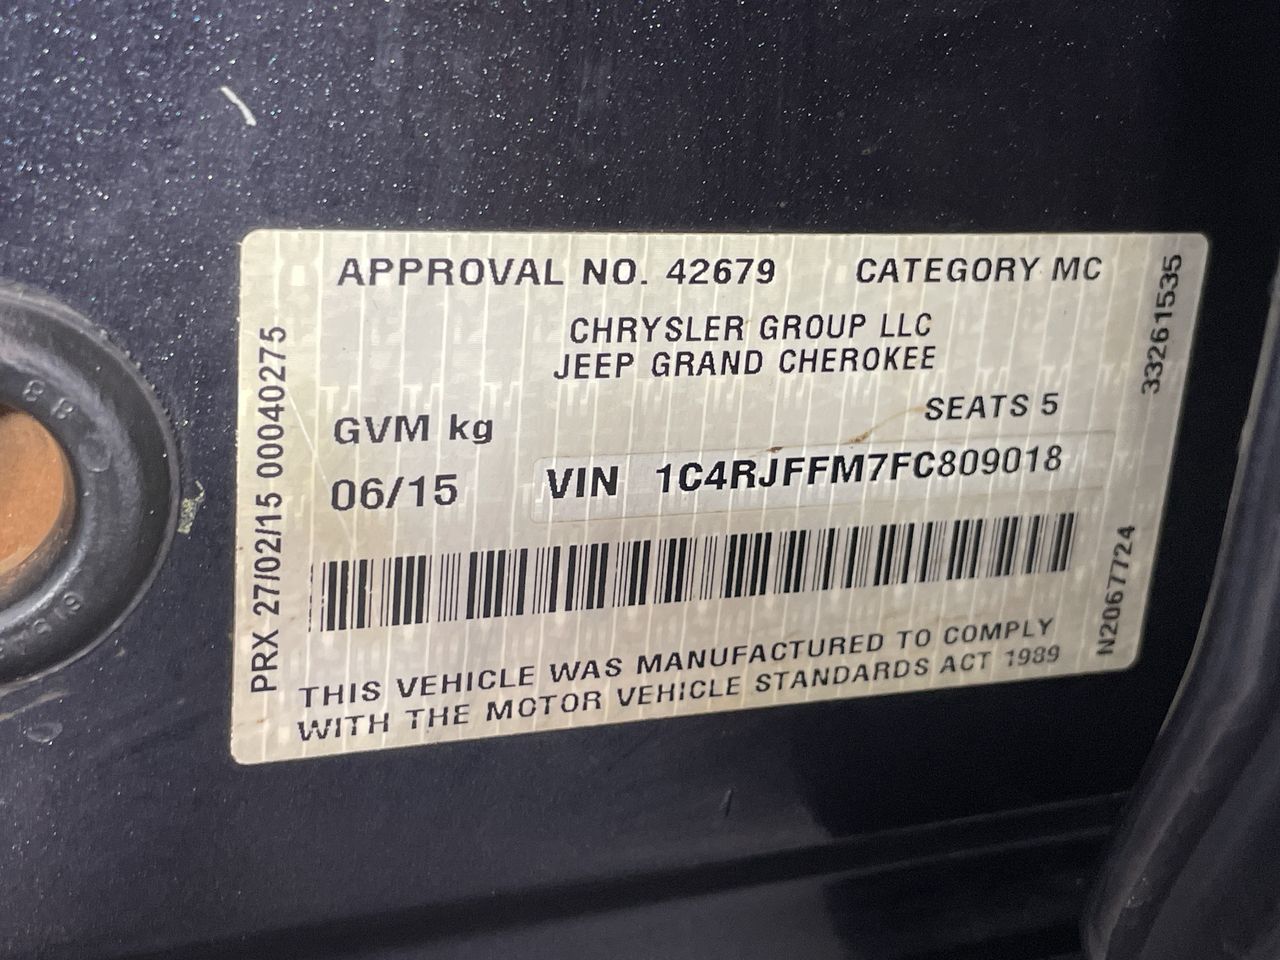 APPROVAL NO. 42679 CATEGORY MC
CHRYSLER GROUP LLC
JEEP GRAND CHEROKEE
SEATS 5
GVM kg
06/15 VIN 1C4RJFFM7FC809018
THIS VEHICLE WAS MANUFACTURED TO COMPLY
WITH THE MOTOR VEHICLE STANDARDS ACT 1989
PRX 27/02/15 00040275
33261535
N2067724